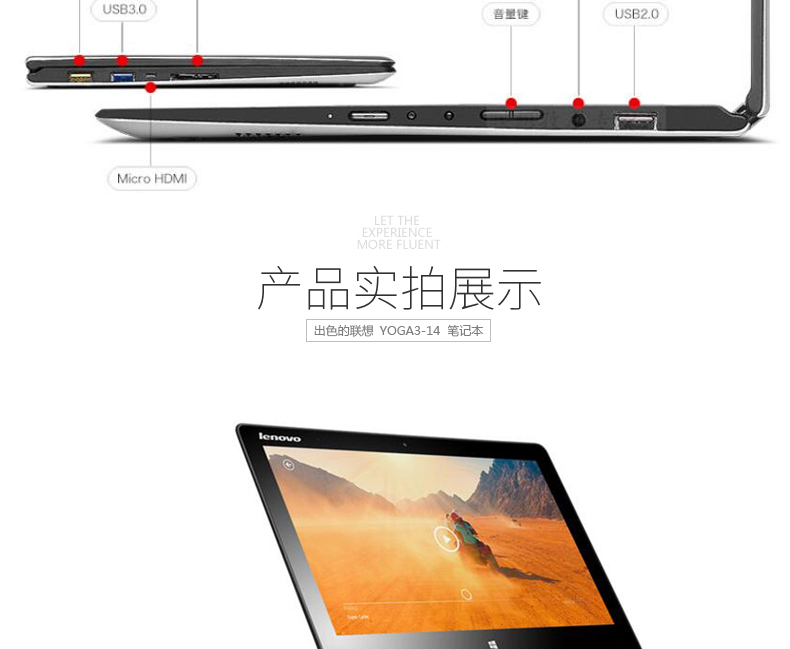 USB3.0
音量键
USB2.0
Micro HDMI
LET THE
EXPERIENCE
MORE FLUENT
产品实拍展示
出色的联想 YOGA3-14 笔记本
lenovo